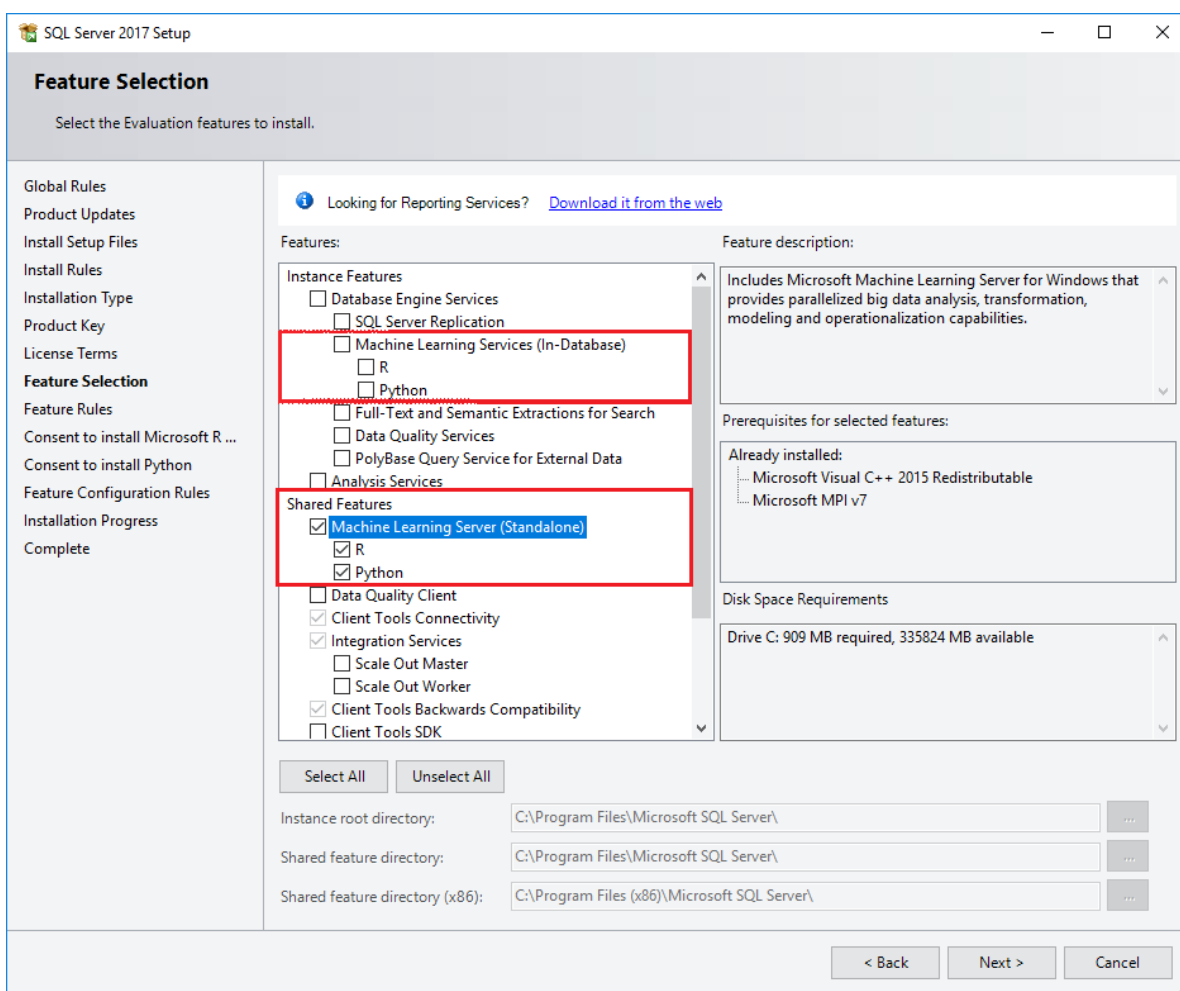 SQL Server 2017 Setup
Feature Selection
Select the Evaluation features to install.
Global Rules
Product Updates
Install Setup Files
Install Rules
Installation Type
Product Key
License Terms
Feature Selection
Feature Rules
Consent to install Microsoft R ...
Consent to install Python
Feature Configuration Rules
Installation Progress
Complete
Looking for Reporting Services? Download it from the web
Features:
Instance Features
Database Engine Services
SQL Server Replication
Machine Learning Services (In-Database)
R
Python
Full-Text and Semantic Extractions for Search
Data Quality Services
PolyBase Query Service for External Data
Analysis Services
Shared Features
Machine Learning Server (Standalone)
R
Python
Data Quality Client
Client Tools Connectivity
Integration Services
Scale Out Master
Scale Out Worker
Client Tools Backwards Compatibility
Client Tools SDK
Feature description:
Includes Microsoft Machine Learning Server for Windows that
provides parallelized big data analysis, transformation,
modeling and operationalization capabilities.
Prerequisites for selected features:
Already installed:
Microsoft Visual C++ 2015 Redistributable
Microsoft MPI v7
Disk Space Requirements
Drive C: 909 MB required, 335824 MB available
Select All
Unselect All
Instance root directory: C:\Program Files\Microsoft SQL Server\ ...
Shared feature directory: C:\Program Files\Microsoft SQL Server\ ...
Shared feature directory (x86): C:\Program Files (x86)\Microsoft SQL Server\ ...
< Back
Next >
Cancel